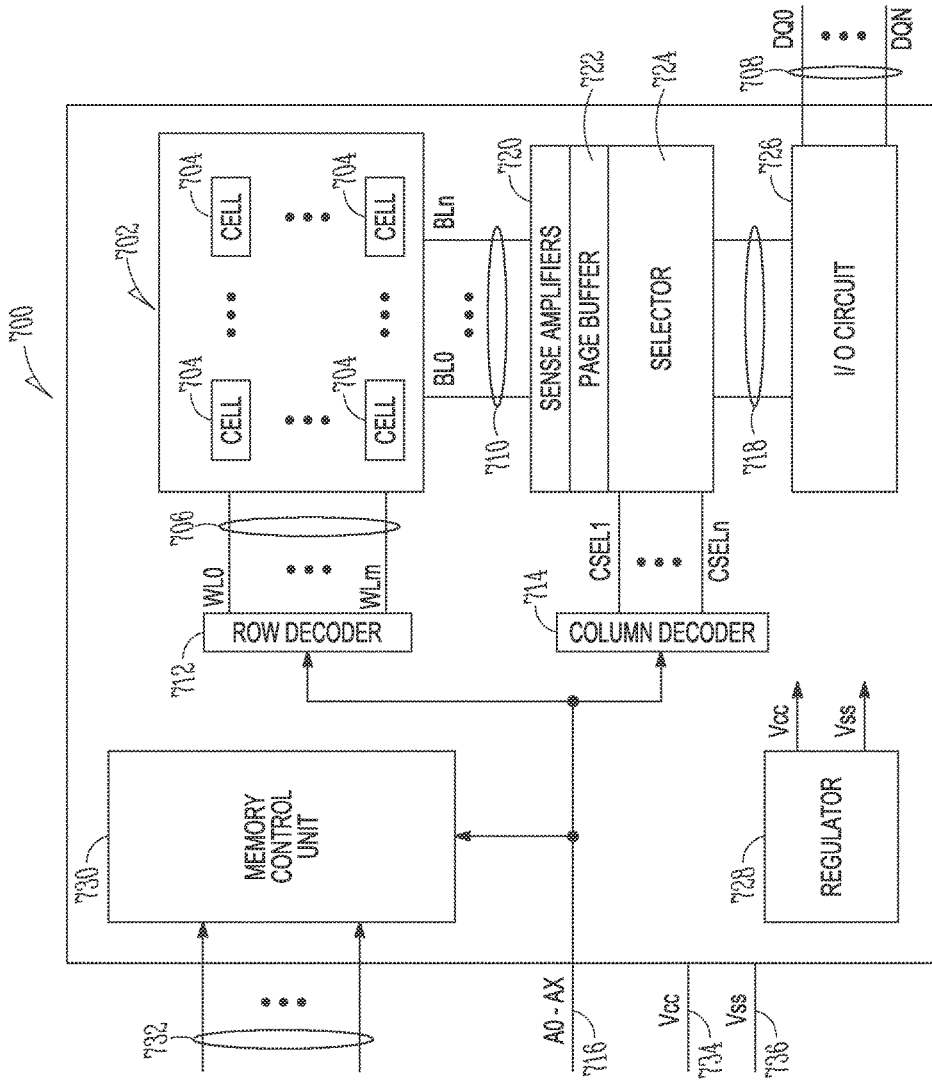 700
702
704
CELL
704
CELL
704
CELL
704
CELL
706
WL0
WLm
712
ROW DECODER
730
MEMORY
CONTROL
UNIT
732
BL0
BLn
710
720
SENSE AMPLIFIERS
722
PAGE BUFFER
724
SELECTOR
CSEL1
CSELn
714
COLUMN DECODER
A0 - AX
716
718
726
I/O CIRCUIT
708
DQ0
DQN
728
REGULATOR
Vcc
Vss
Vcc
734
Vss
736